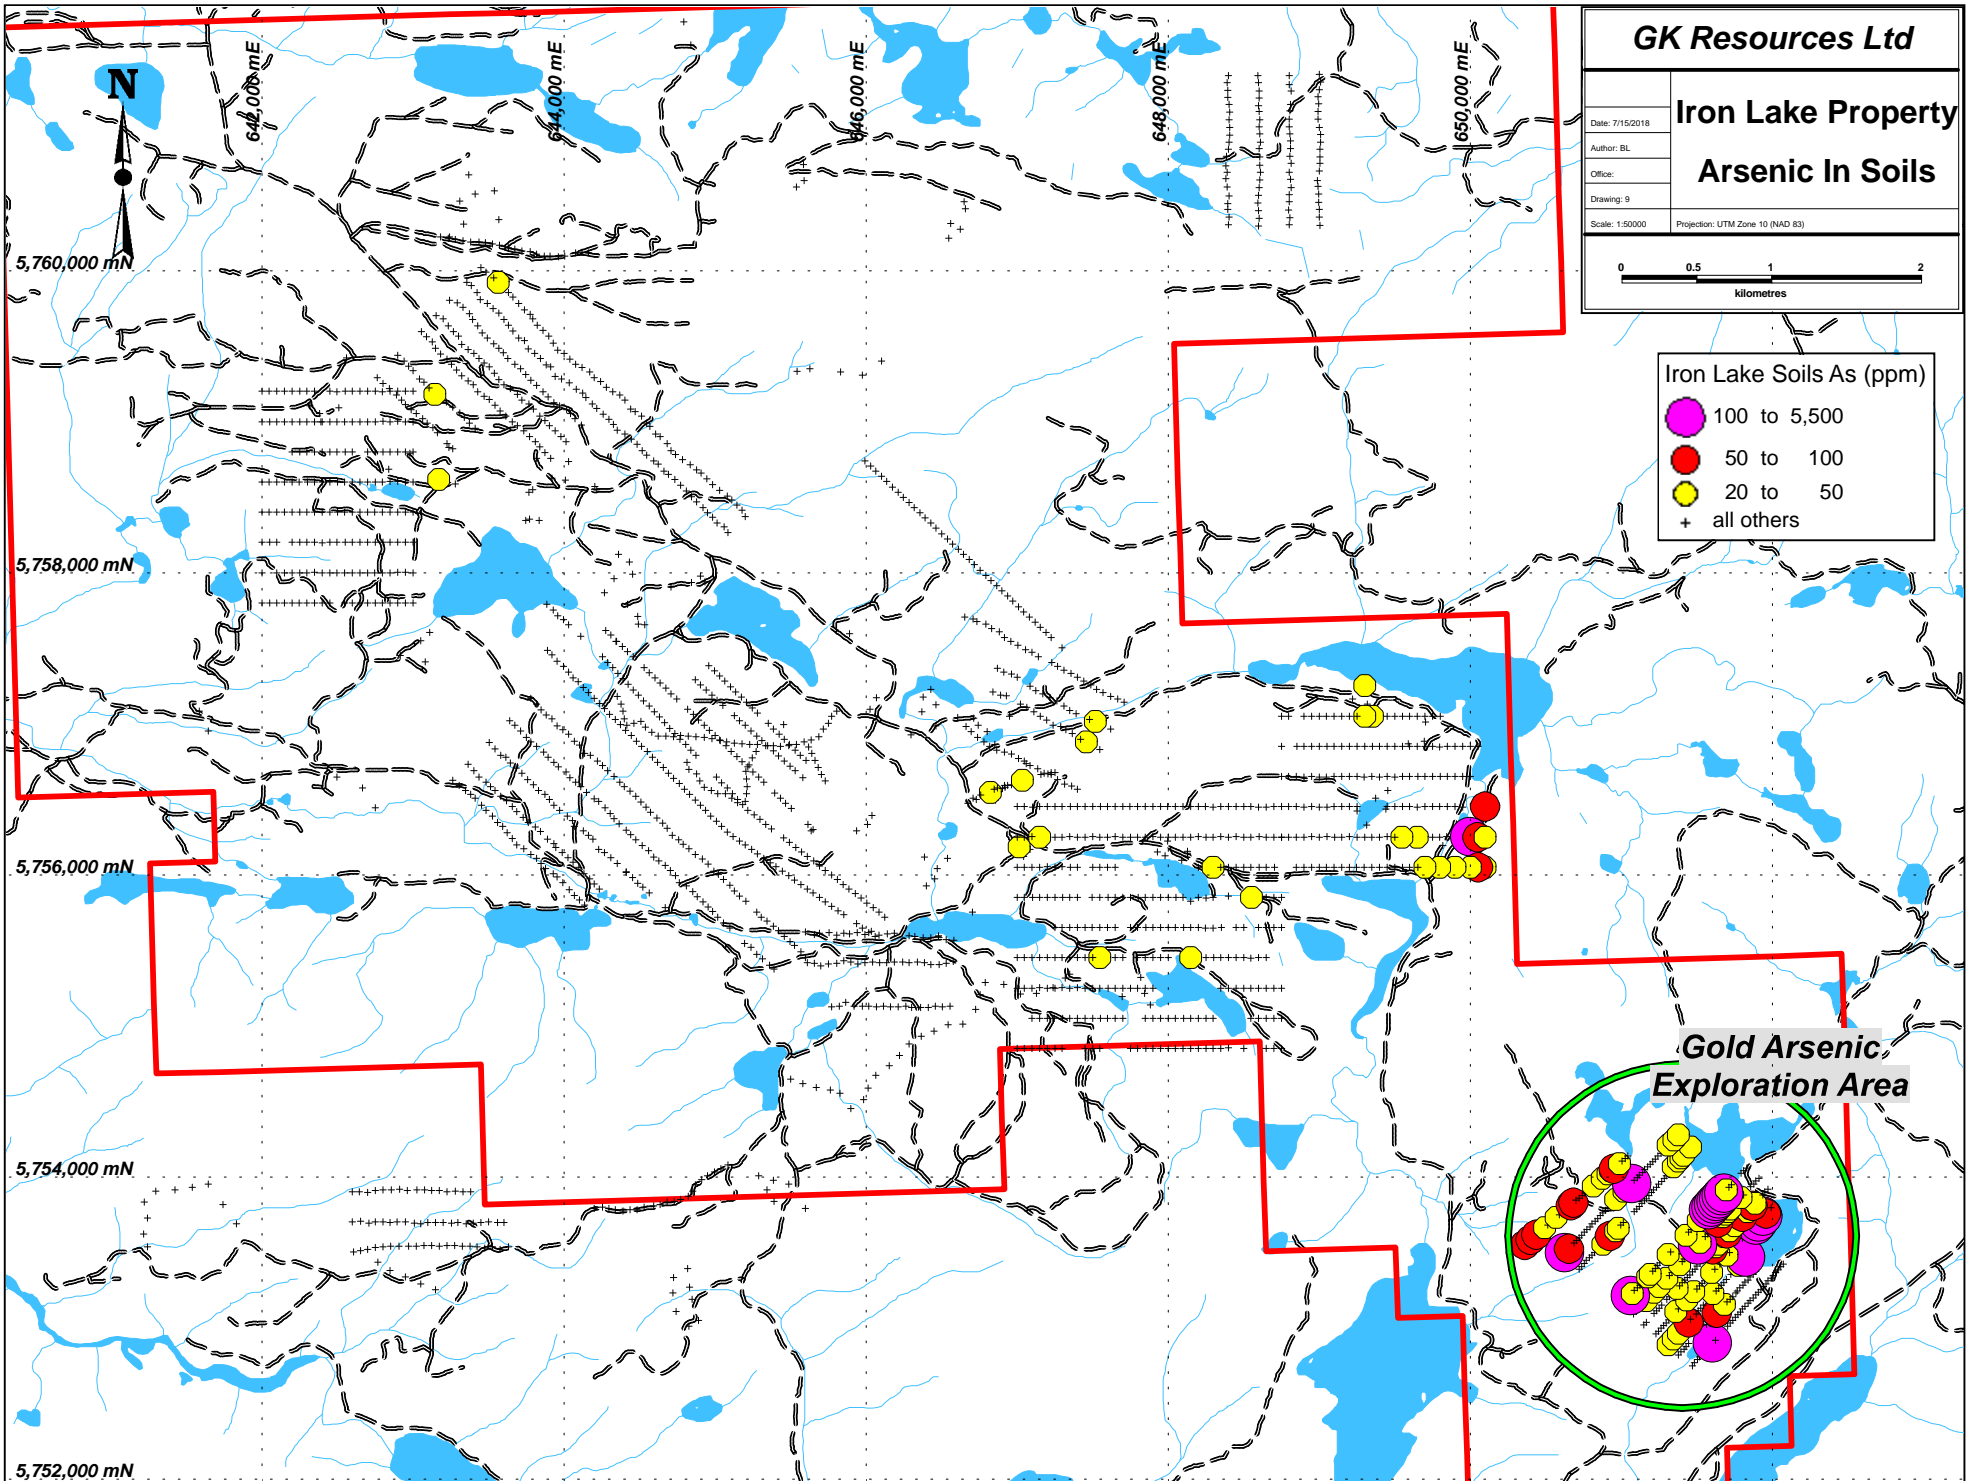 GK Resources Ltd
Iron Lake Property
Arsenic In Soils
Date: 7/15/2018
Author: BL
Office:
Drawing: 9
Scale: 1:50000
Projection: UTM Zone 10 (NAD 83)
0 0.5 1 2
kilometres
N
642,000 mE
644,000 mE
646,000 mE
648,000 mE
650,000 mE
5,760,000 mN
5,758,000 mN
5,756,000 mN
5,754,000 mN
5,752,000 mN
Iron Lake Soils As (ppm)
100 to 5,500
50 to 100
20 to 50
+ all others
Gold Arsenic
Exploration Area